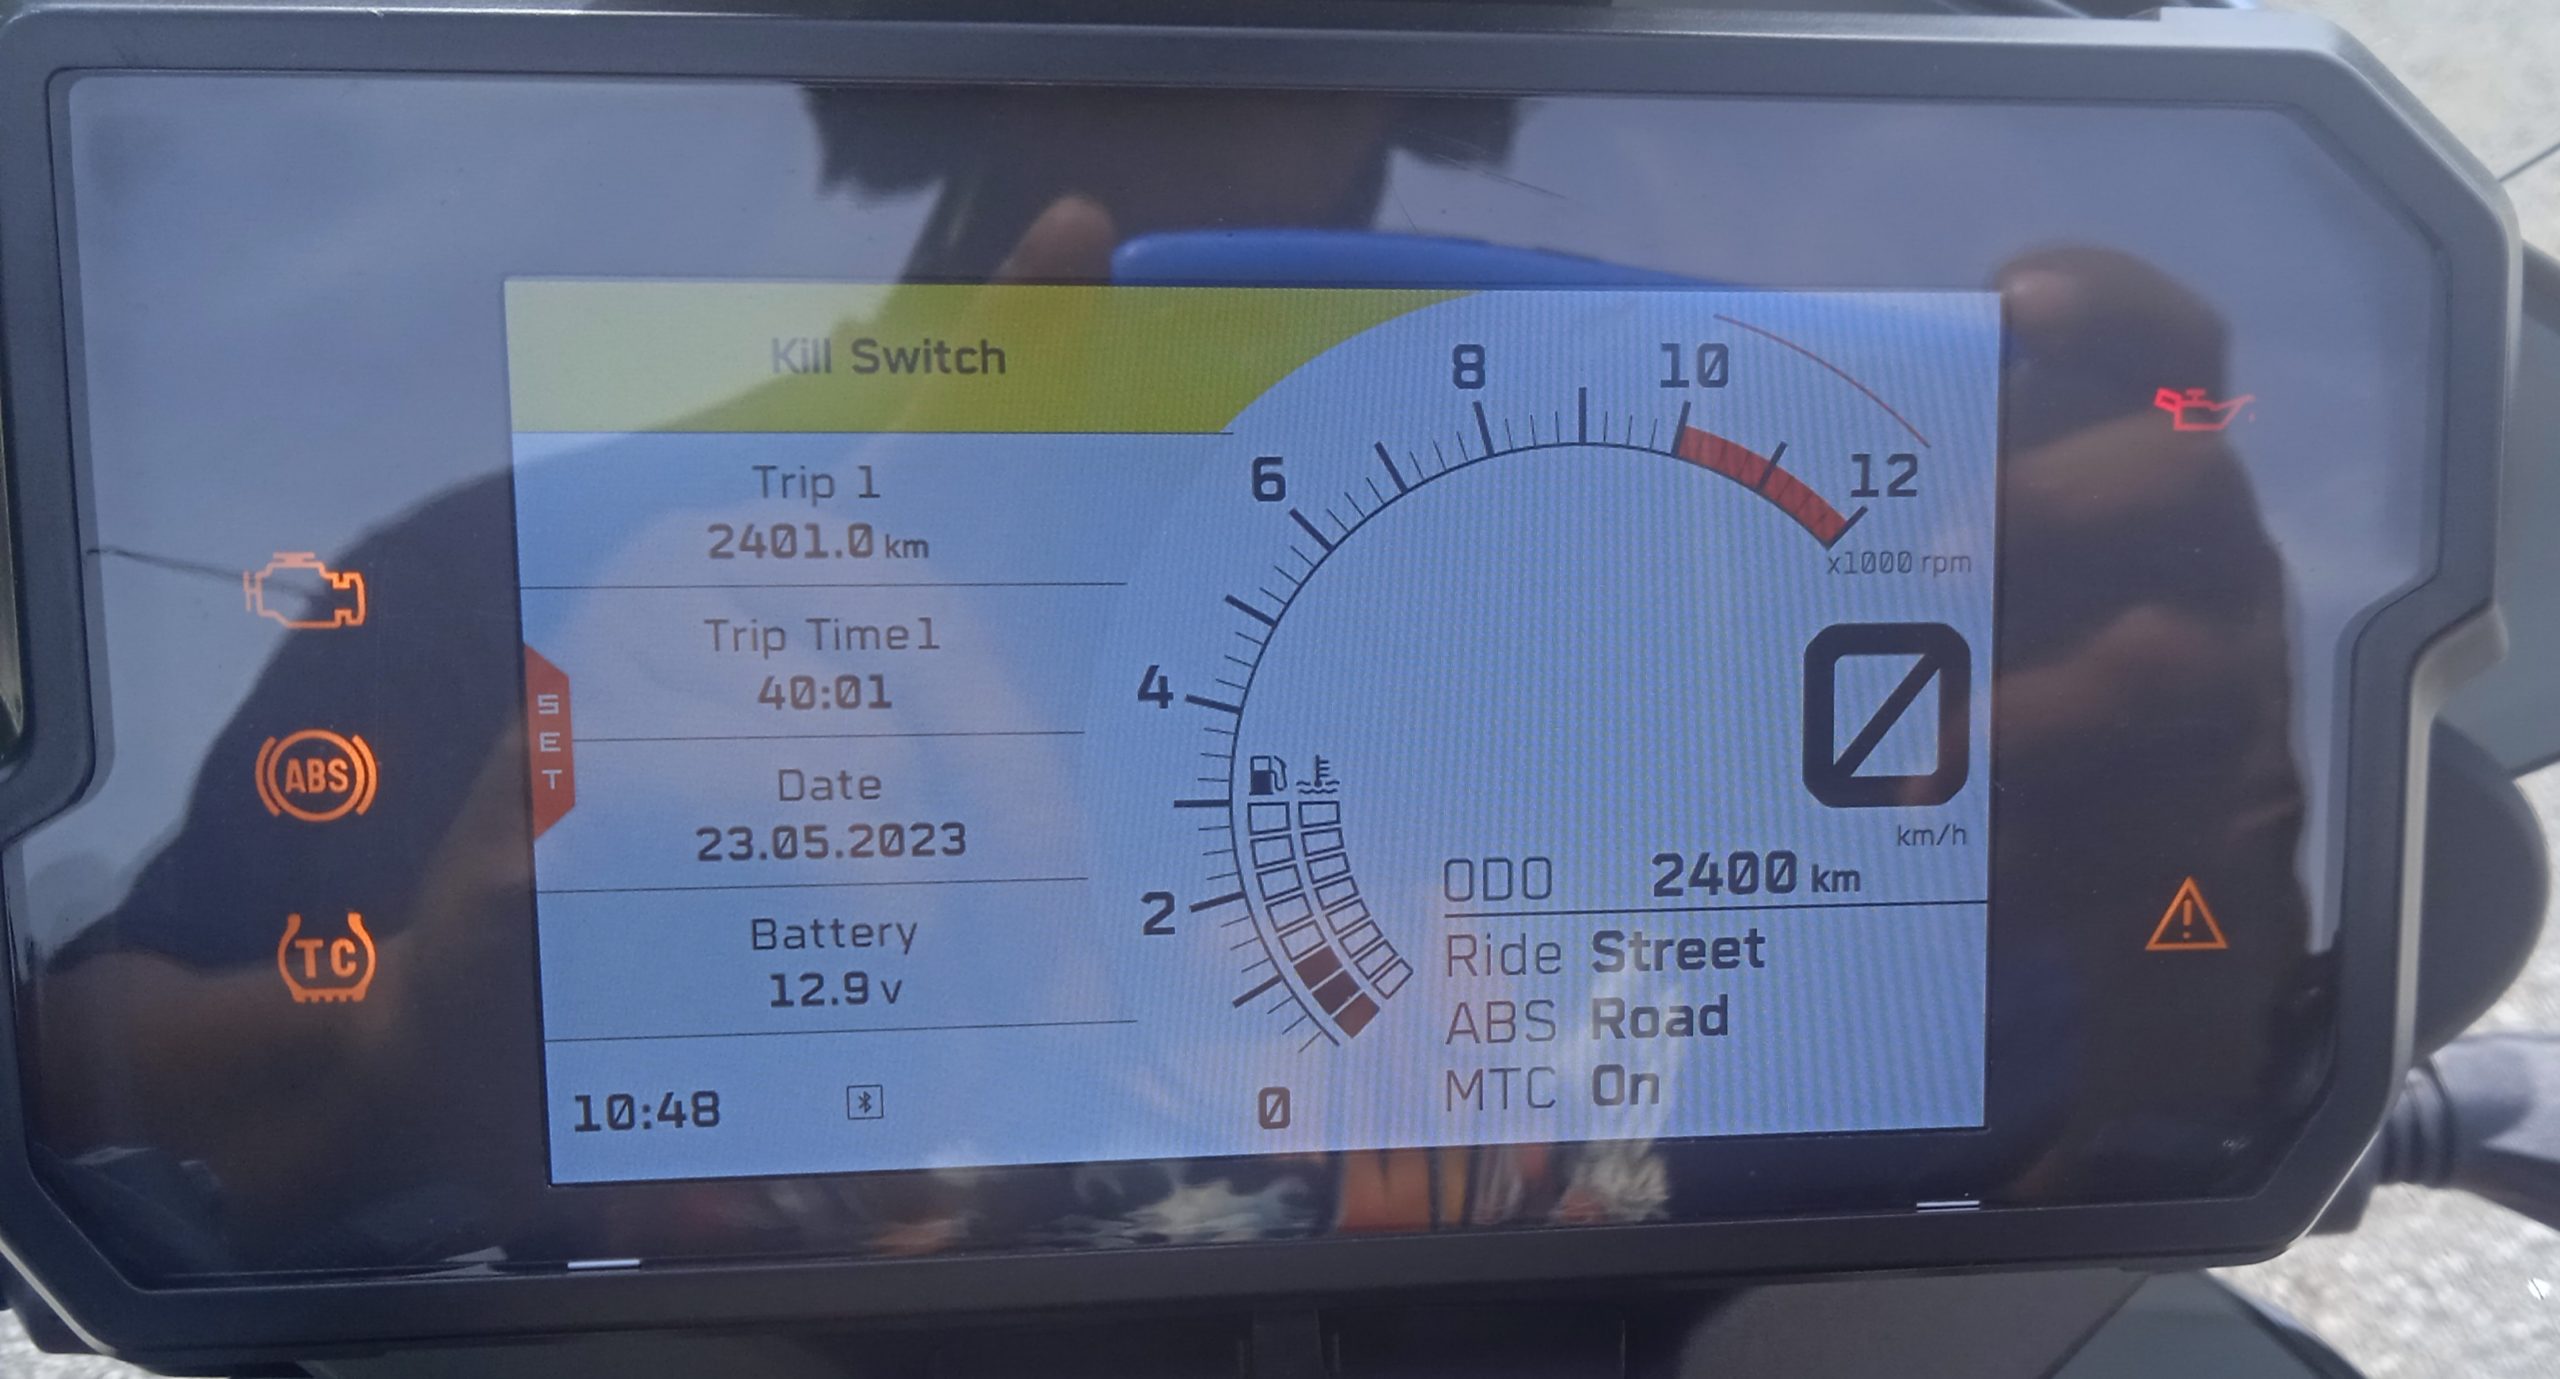 Kill Switch
Trip 1
2401.0 km
Trip Time1
40:01
Date
23.05.2023
Battery
12.9 v
10:48
SET
0
2
4
6
8
10
12
x1000 rpm
0
km/h
ODO 2400 km
Ride Street
ABS Road
MTC On
ABS
TC